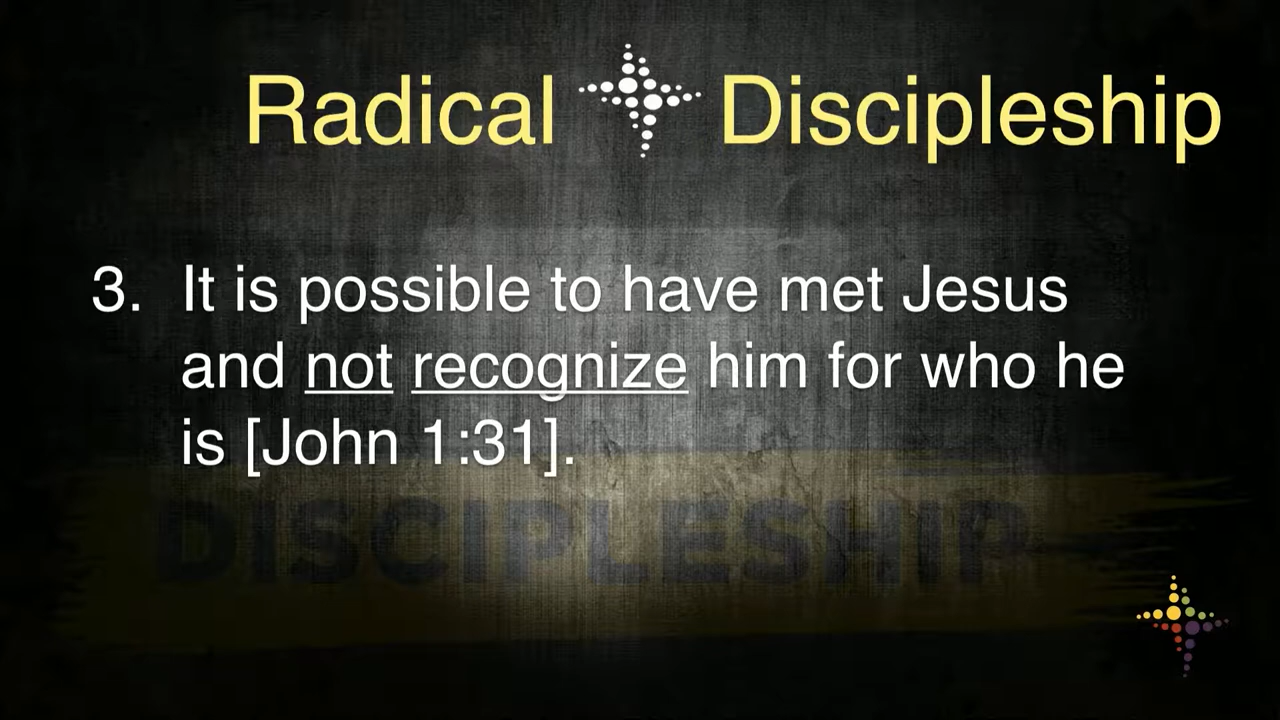 Radical Discipleship
3. It is possible to have met Jesus
and not recognize him for who he
is [John 1:31].
DISCIPLESHIP